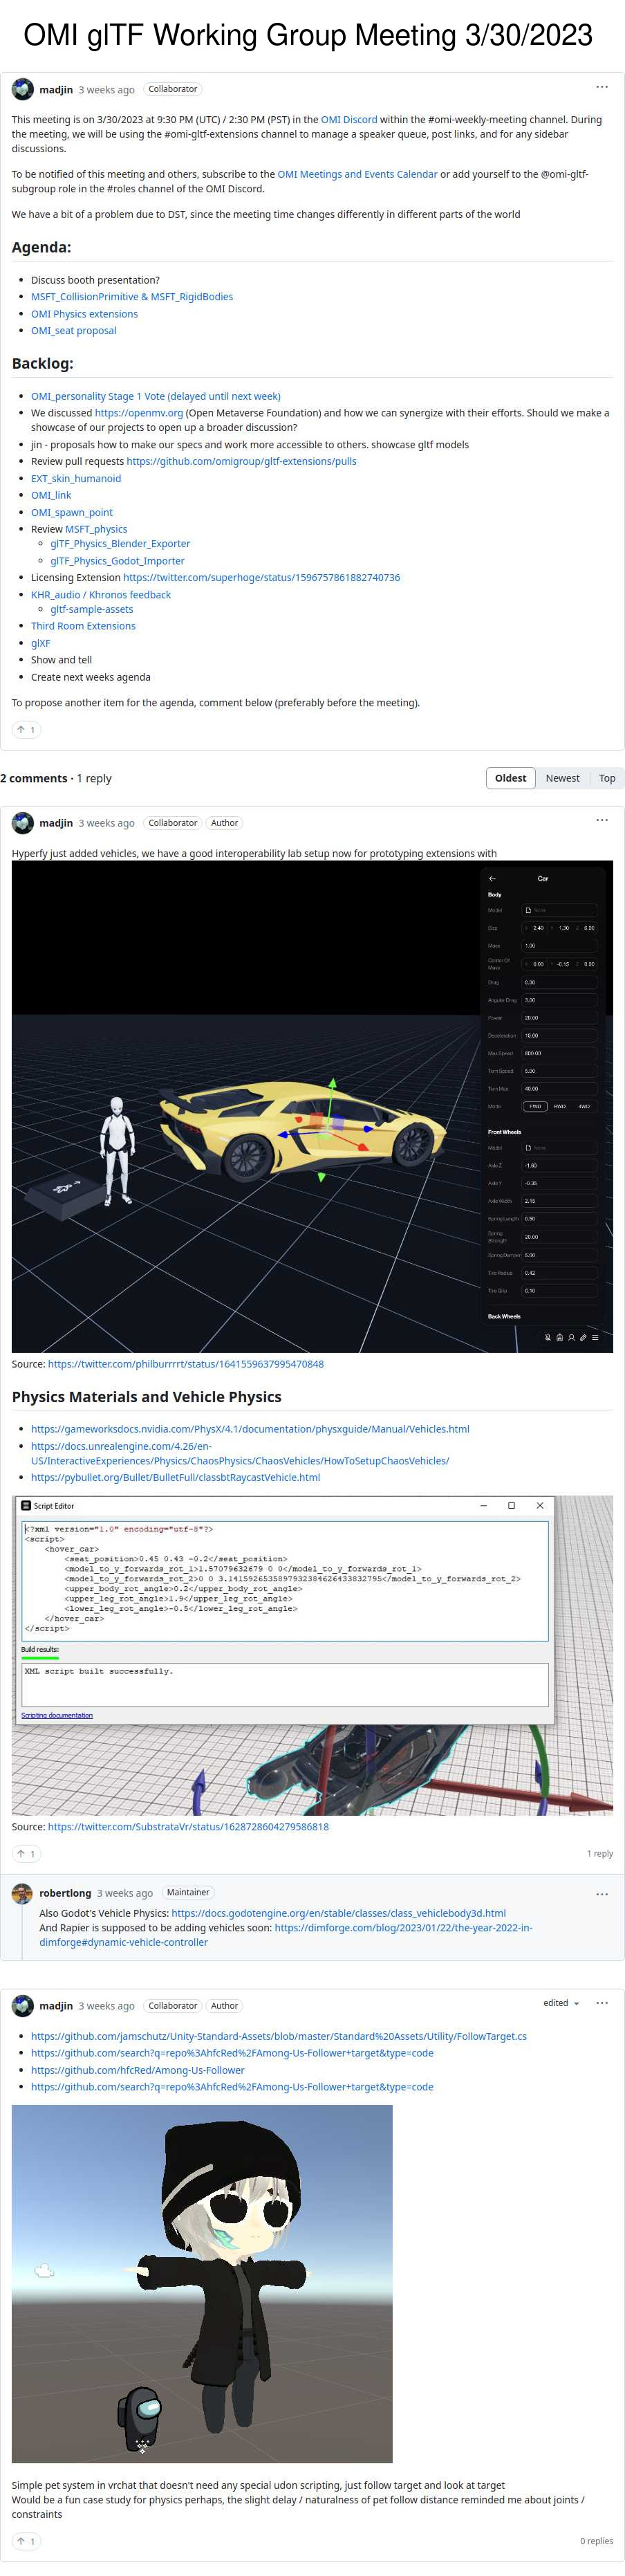 OMI glTF Working Group Meeting 3/30/2023
madjin 3 weeks ago Collaborator
This meeting is on 3/30/2023 at 9:30 PM (UTC) / 2:30 PM (PST) in the OMI Discord within the #omi-weekly-meeting channel. During
the meeting, we will be using the #omi-gltf-extensions channel to manage a speaker queue, post links, and for any sidebar
discussions.
To be notified of this meeting and others, subscribe to the OMI Meetings and Events Calendar or add yourself to the @omi-gltf-
subgroup role in the #roles channel of the OMI Discord.
We have a bit of a problem due to DST, since the meeting time changes differently in different parts of the world
Agenda:
• Discuss booth presentation?
• MSFT_CollisionPrimitive & MSFT_RigidBodies
• OMI Physics extensions
• OMI_seat proposal
Backlog:
• OMI_personality Stage 1 Vote (delayed until next week)
• We discussed https://openmv.org (Open Metaverse Foundation) and how we can synergize with their efforts. Should we make a
showcase of our projects to open up a broader discussion?
• jin - proposals how to make our specs and work more accessible to others. showcase gltf models
• Review pull requests https://github.com/omigroup/gltf-extensions/pulls
• EXT_skin_humanoid
• OMI_link
• OMI_spawn_point
• Review MSFT_physics
◦ glTF_Physics_Blender_Exporter
◦ glTF_Physics_Godot_Importer
• Licensing Extension https://twitter.com/superhoge/status/1596757861882740736
• KHR_audio / Khronos feedback
◦ gltf-sample-assets
• Third Room Extensions
• glXF
• Show and tell
• Create next weeks agenda
To propose another item for the agenda, comment below (preferably before the meeting).
↑ 1
2 comments · 1 reply
Oldest Newest Top
madjin 3 weeks ago Collaborator Author
Hyperfy just added vehicles, we have a good interoperability lab setup now for prototyping extensions with
Car
Body
Model None
Size 2.40 1.30 6.00
Mass 1.00
Center Of Mass 0.00 -0.15 0.00
Drag 0.30
Angular Drag 3.00
Power 20.00
Deceleration 10.00
Max Speed 800.00
Turn Speed 5.00
Turn Max 40.00
Mode FWD RWD 4WD
Front Wheels
Model None
Axle Z -1.80
Axle Y -0.35
Axle Width 2.15
Spring Length 0.50
Spring Strength 20.00
Spring Damper 5.00
Tire Radius 0.42
Tire Grip 0.10
Back Wheels
Source: https://twitter.com/philburrrrt/status/1641559637995470848
Physics Materials and Vehicle Physics
• https://gameworksdocs.nvidia.com/PhysX/4.1/documentation/physxguide/Manual/Vehicles.html
• https://docs.unrealengine.com/4.26/en-
US/InteractiveExperiences/Physics/ChaosPhysics/ChaosVehicles/HowToSetupChaosVehicles/
• https://pybullet.org/Bullet/BulletFull/classbtRaycastVehicle.html
Script Editor
<?xml version="1.0" encoding="utf-8"?>
<script>
<hover_car>
<seat_position>0.45 0.43 -0.2</seat_position>
<model_to_y_forwards_rot_1>1.57079632679 0 0</model_to_y_forwards_rot_1>
<model_to_y_forwards_rot_2>0 0 3.1415926535897932384626433832795</model_to_y_forwards_rot_2>
<upper_body_rot_angle>0.2</upper_body_rot_angle>
<upper_leg_rot_angle>1.9</upper_leg_rot_angle>
<lower_leg_rot_angle>-0.5</lower_leg_rot_angle>
</hover_car>
</script>
Build results:
XML script built successfully.
Scripting documentation
Source: https://twitter.com/SubstrataVr/status/1628728604279586818
↑ 1 1 reply
robertlong 3 weeks ago Maintainer
Also Godot's Vehicle Physics: https://docs.godotengine.org/en/stable/classes/class_vehiclebody3d.html
And Rapier is supposed to be adding vehicles soon: https://dimforge.com/blog/2023/01/22/the-year-2022-in-
dimforge#dynamic-vehicle-controller
madjin 3 weeks ago Collaborator Author edited
• https://github.com/jamschutz/Unity-Standard-Assets/blob/master/Standard%20Assets/Utility/FollowTarget.cs
• https://github.com/search?q=repo%3AhfcRed%2FAmong-Us-Follower+target&type=code
• https://github.com/hfcRed/Among-Us-Follower
• https://github.com/search?q=repo%3AhfcRed%2FAmong-Us-Follower+target&type=code
Simple pet system in vrchat that doesn't need any special udon scripting, just follow target and look at target
Would be a fun case study for physics perhaps, the slight delay / naturalness of pet follow distance reminded me about joints /
constraints
↑ 1 0 replies